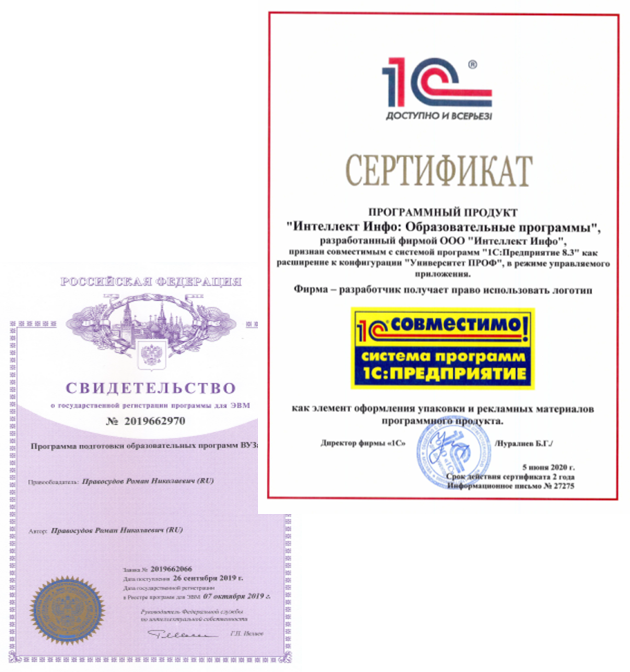 1С®
ДОСТУПНО И ВСЕРЬЕЗ!
СЕРТИФИКАТ
ПРОГРАММНЫЙ ПРОДУКТ
"Интеллект Инфо: Образовательные программы",
разработанный фирмой ООО "Интеллект Инфо",
признан совместимым с системой программ "1С:Предприятие 8.3" как
расширение к конфигурации "Университет ПРОФ", в режиме управляемого
приложения.
Фирма – разработчик получает право использовать логотип
1С СОВМЕСТИМО!
система программ
1С:ПРЕДПРИЯТИЕ
как элемент оформления упаковки и рекламных материалов
программного продукта.
Директор фирмы «1С» /Нуралиев Б.Г./
5 июня 2020 г.
Срок действия сертификата 2 года
Информационное письмо № 27275
РОССИЙСКАЯ ФЕДЕРАЦИЯ
СВИДЕТЕЛЬСТВО
о государственной регистрации программы для ЭВМ
№ 2019662970
Программа подготовки образовательных программ ВУЗа
Правообладатель: Правосудов Роман Николаевич (RU)
Автор: Правосудов Роман Николаевич (RU)
Заявка № 2019662066
Дата поступления 26 сентября 2019 г.
Дата государственной регистрации
в Реестре программ для ЭВМ 07 октября 2019 г.
Руководитель Федеральной службы
по интеллектуальной собственности
Г.П. Ивлиев